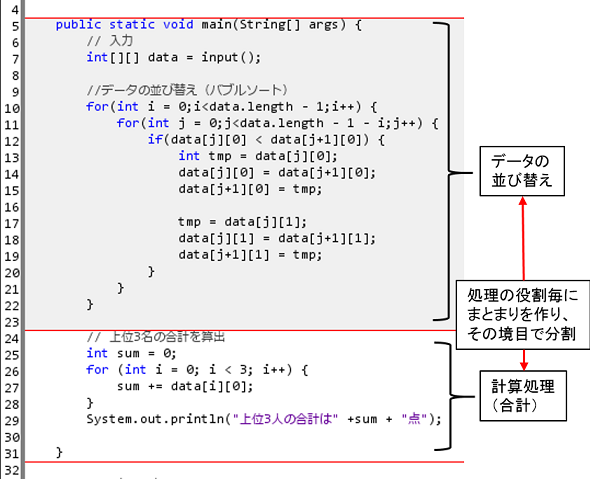 4
5 public static void main(String[] args) {
6 // 入力
7 int[][] data = input();
8
9 //データの並び替え（バブルソート）
10 for(int i = 0;i<data.length - 1;i++) {
11 for(int j = 0;j<data.length - 1 - i;j++) {
12 if(data[j][0] < data[j+1][0]) {
13 int tmp = data[j][0];
14 data[j][0] = data[j+1][0];
15 data[j+1][0] = tmp;
16
17 tmp = data[j][1];
18 data[j][1] = data[j+1][1];
19 data[j+1][1] = tmp;
20 }
21 }
22 }
23
24 // 上位3名の合計を算出
25 int sum = 0;
26 for (int i = 0; i < 3; i++) {
27 sum += data[i][0];
28 }
29 System.out.println("上位3人の合計は" +sum + "点");
30
31 }
32
データの
並び替え
処理の役割毎に
まとまりを作り、
その境目で分割
計算処理
（合計）